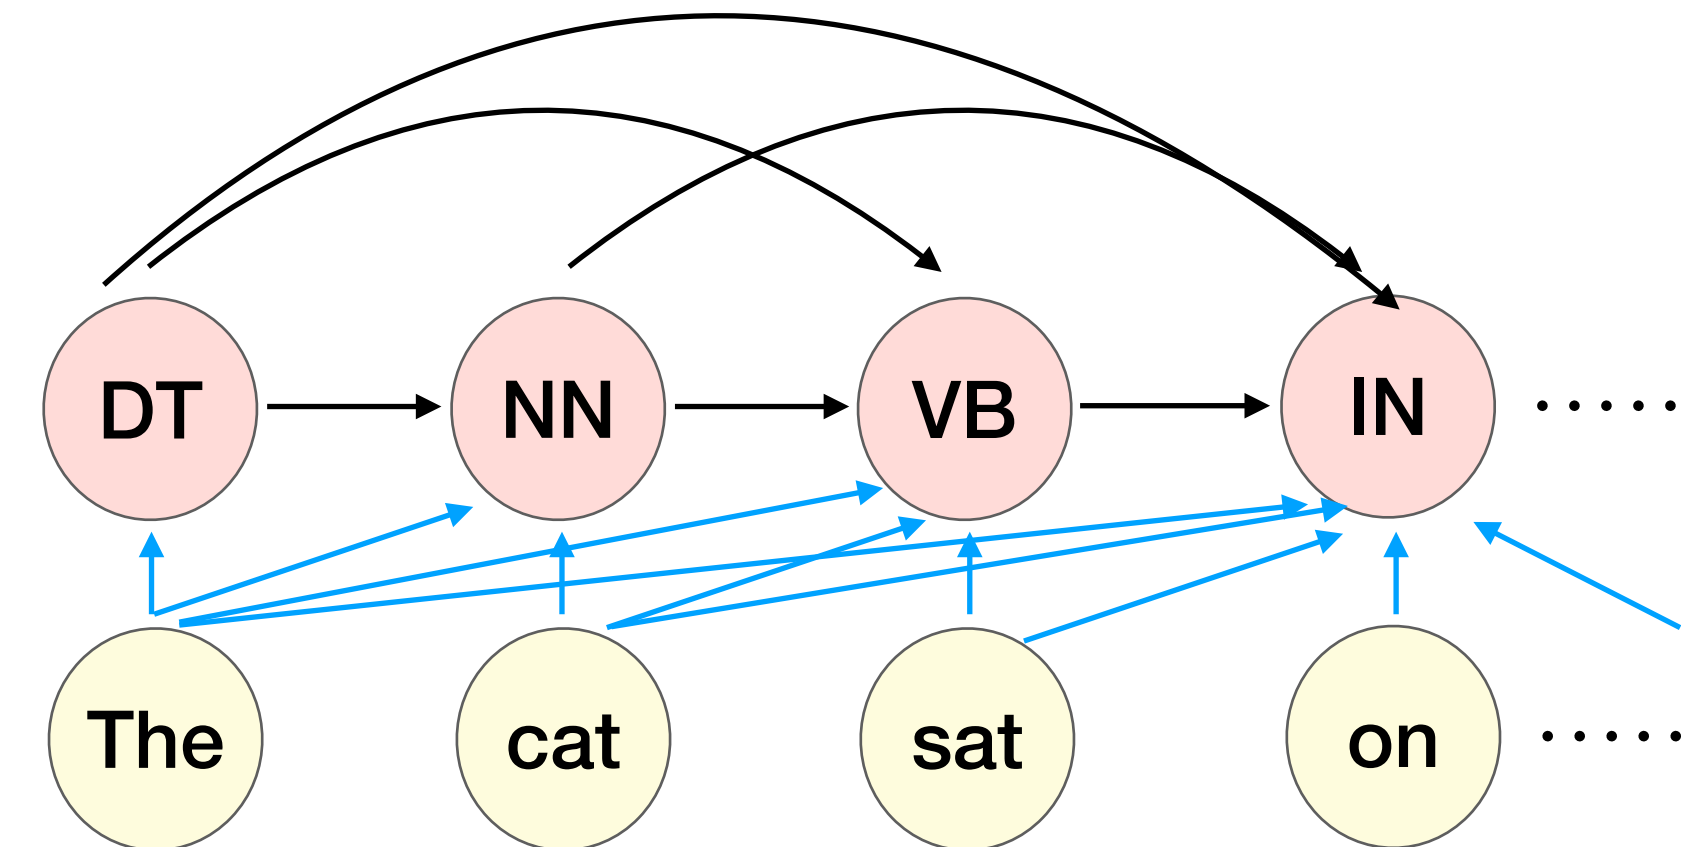 DT NN VB IN .....
The cat sat on .....